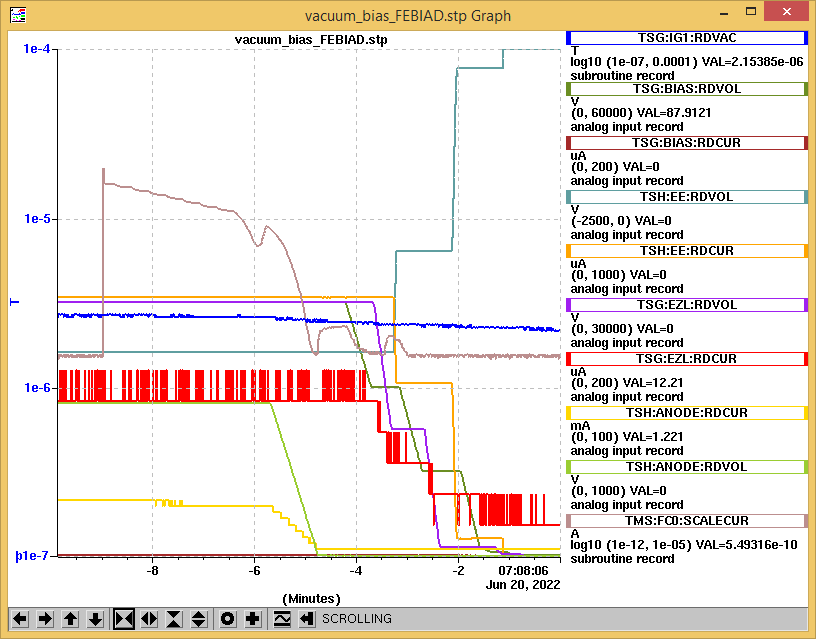 vacuum_bias_FEBIAD.stp Graph
vacuum_bias_FEBIAD.stp
1e-4
1e-5
T
1e-6
1e-7
-8
-6
-4
-2
07:08:06
Jun 20, 2022
(Minutes)
TSG:IG1:RDVAC
T
log10 (1e-07, 0.0001) VAL=2.15385e-06
subroutine record
TSG:BIAS:RDVOL
V
(0, 60000) VAL=87.9121
analog input record
TSG:BIAS:RDCUR
uA
(0, 200) VAL=0
analog input record
TSH:EE:RDVOL
V
(-2500, 0) VAL=0
analog input record
TSH:EE:RDCUR
uA
(0, 1000) VAL=0
analog input record
TSG:EZL:RDVOL
V
(0, 30000) VAL=0
analog input record
TSG:EZL:RDCUR
uA
(0, 200) VAL=12.21
analog input record
TSH:ANODE:RDCUR
mA
(0, 100) VAL=1.221
analog input record
TSH:ANODE:RDVOL
V
(0, 1000) VAL=0
analog input record
TMS:FC0:SCALECUR
A
log10 (1e-12, 1e-05) VAL=5.49316e-10
subroutine record
SCROLLING